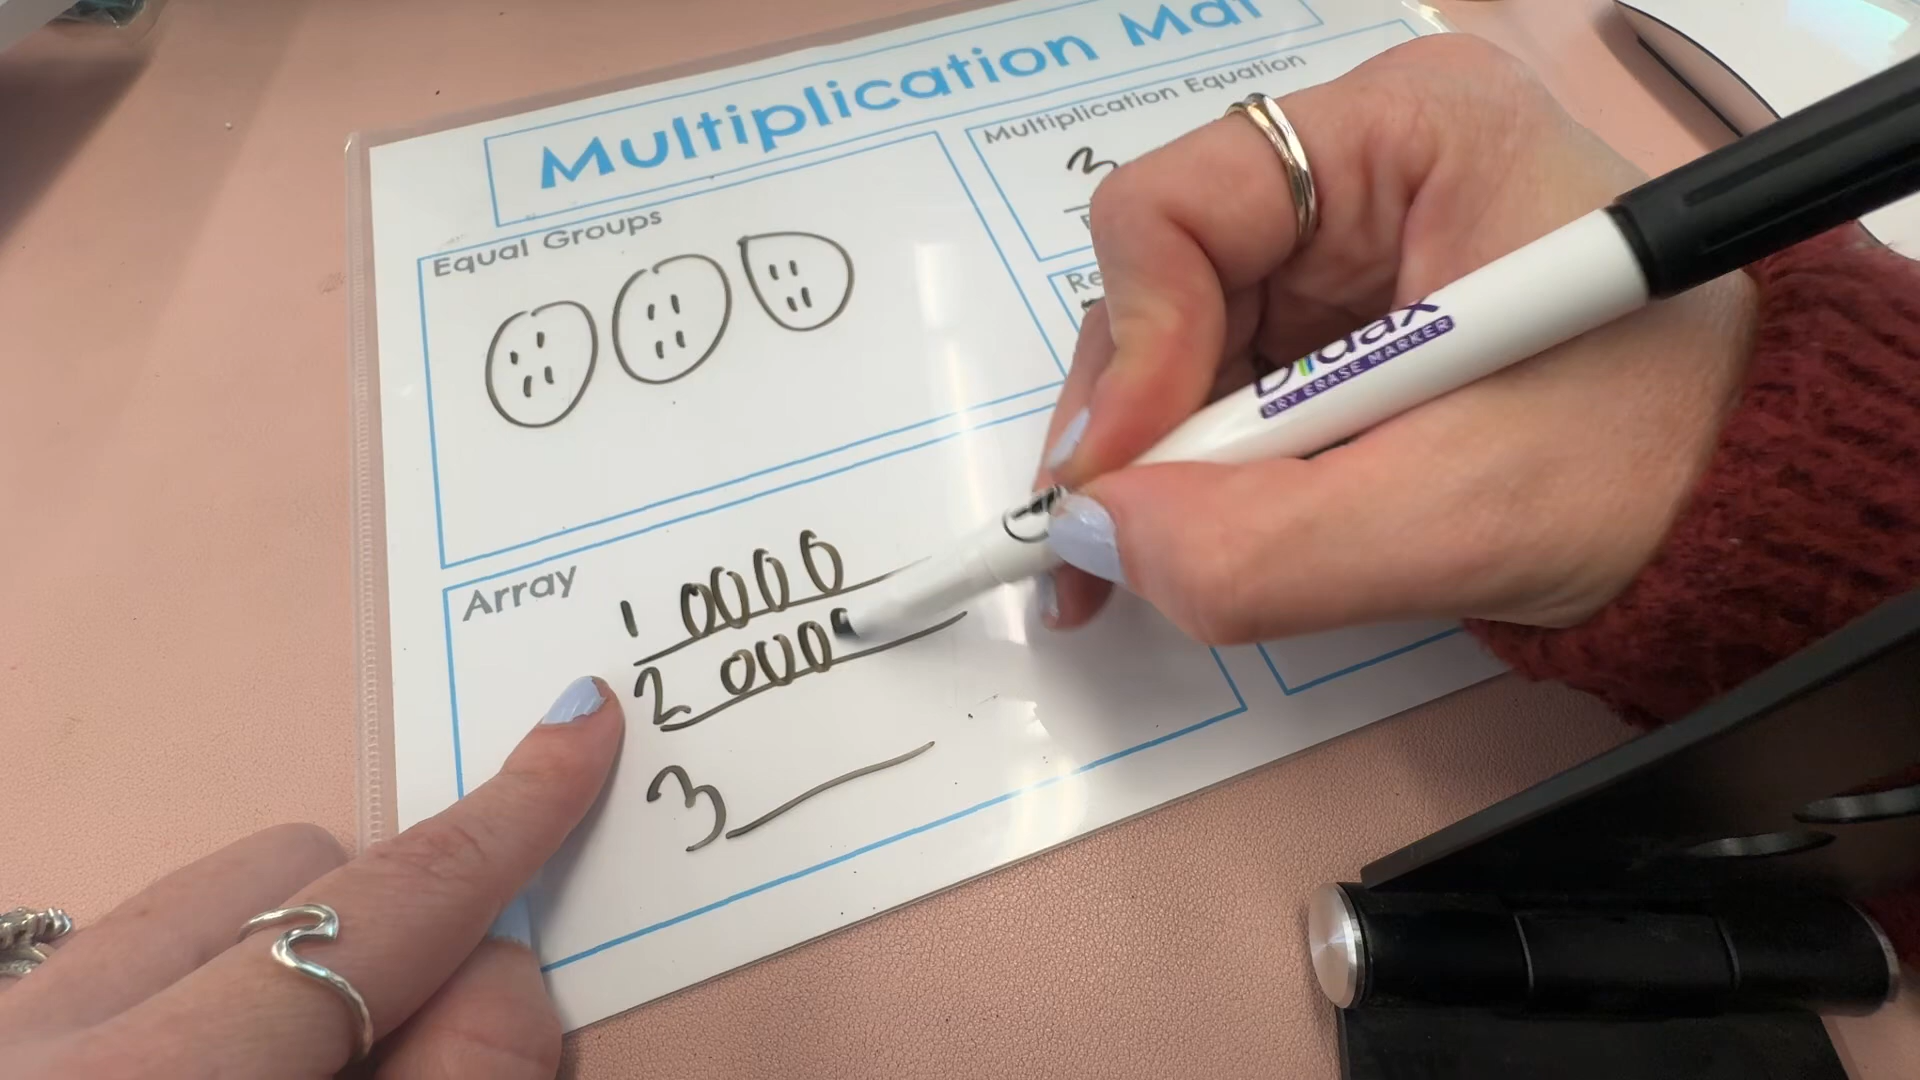 Multiplication Mat
Equal Groups
Multiplication Equation
3
Array
1 0000
2 000
3
Didax
DRY ERASE MARKER